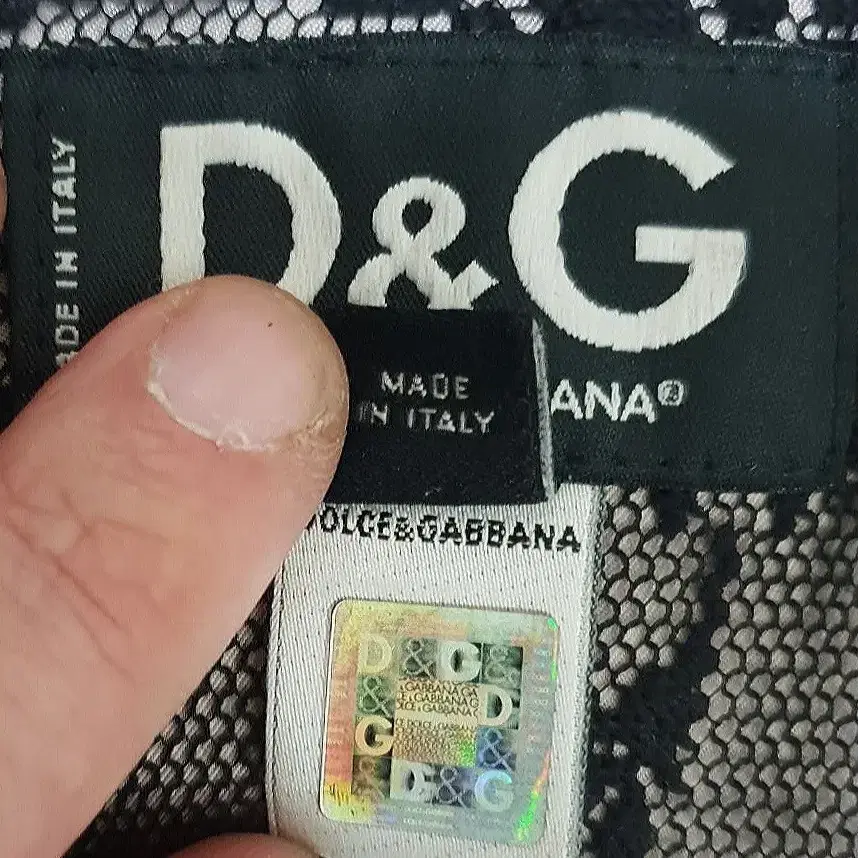 D&G
MADE IN ITALY
MADE
IN ITALY
ANA®
DOLCE&GABBANA
D&G&
& D
G &
& D&G